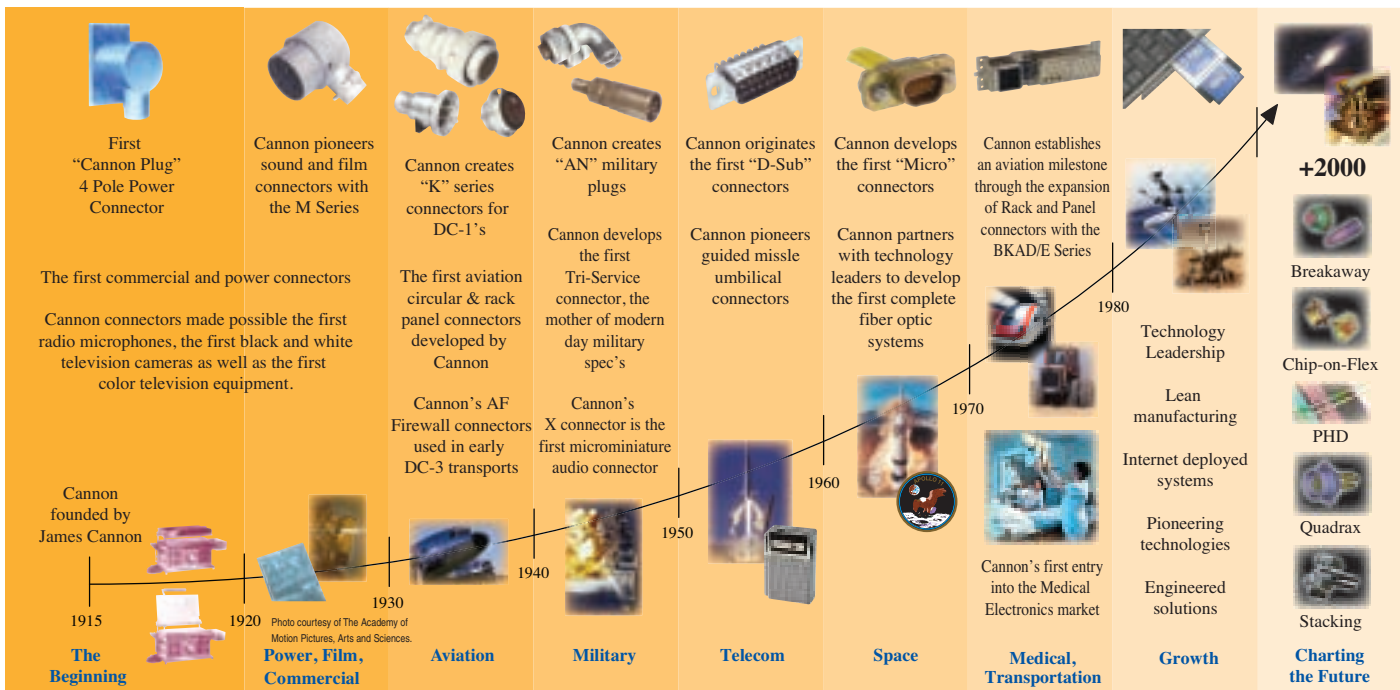 First
“Cannon Plug”
4 Pole Power
Connector
Cannon pioneers
sound and film
connectors with
the M Series
The first commercial and power connectors
Cannon connectors made possible the first
radio microphones, the first black and white
television cameras as well as the first
color television equipment.
Cannon
founded by
James Cannon
Cannon creates
“K” series
connectors for
DC-1’s
The first aviation
circular & rack
panel connectors
developed by
Cannon
Cannon’s AF
Firewall connectors
used in early
DC-3 transports
Cannon creates
“AN” military
plugs
Cannon develops
the first
Tri-Service
connector, the
mother of modern
day military
spec’s
Cannon’s
X connector is the
first microminiature
audio connector
Cannon originates
the first “D-Sub”
connectors
Cannon pioneers
guided missle
umbilical
connectors
Cannon develops
the first “Micro”
connectors
Cannon partners
with technology
leaders to develop
the first complete
fiber optic
systems
APOLLO 11
Cannon establishes
an aviation milestone
through the expansion
of Rack and Panel
connectors with the
BKAD/E Series
Cannon’s first entry
into the Medical
Electronics market
Technology
Leadership
Lean
manufacturing
Internet deployed
systems
Pioneering
technologies
Engineered
solutions
+2000
Breakaway
Chip-on-Flex
PHD
Quadrax
Stacking
1915
1920
1930
1940
1950
1960
1970
1980
Photo courtesy of The Academy of
Motion Pictures, Arts and Sciences.
The
Beginning
Power, Film,
Commercial
Aviation
Military
Telecom
Space
Medical,
Transportation
Growth
Charting
the Future